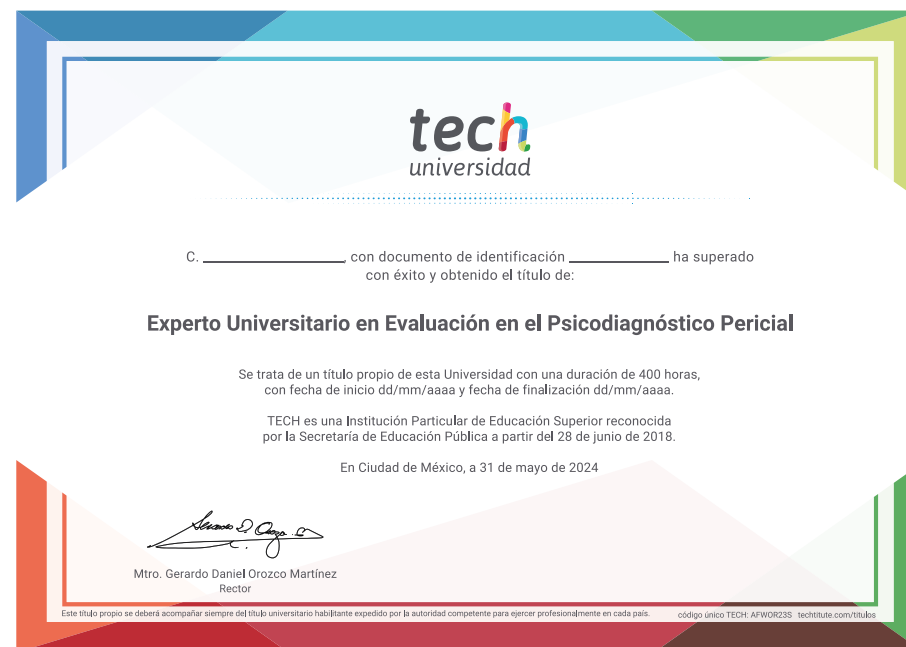 tech
universidad
C. ____________, con documento de identificación ____________ ha superado
con éxito y obtenido el título de:
Experto Universitario en Evaluación en el Psicodiagnóstico Pericial
Se trata de un título propio de esta Universidad con una duración de 400 horas,
con fecha de inicio dd/mm/aaaa y fecha de finalización dd/mm/aaaa.
TECH es una Institución Particular de Educación Superior reconocida
por la Secretaría de Educación Pública a partir del 28 de junio de 2018.
En Ciudad de México, a 31 de mayo de 2024
Mtro. Gerardo Daniel Orozco Martínez
Rector
Este título propio se deberá acompañar siempre del título universitario habilitante expedido por la autoridad competente para ejercer profesionalmente en cada país.
código único TECH: AFWOR23S techtitute.com/titulos